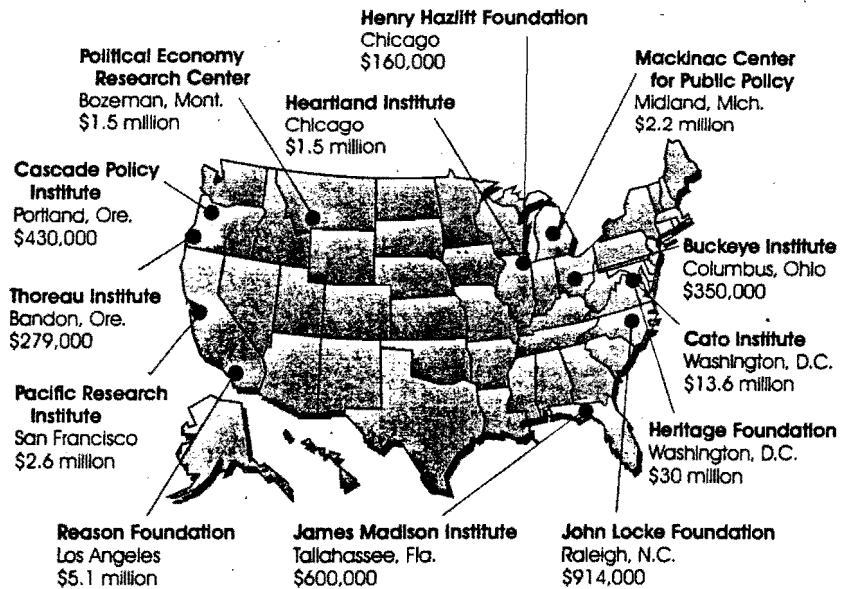 Henry Hazlitt Foundation
Chicago
$160,000
Political Economy
Research Center
Bozeman, Mont.
$1.5 million
Heartland Institute
Chicago
$1.5 million
Mackinac Center
for Public Policy
Midland, Mich.
$2.2 million
Cascade Policy
Institute
Portland, Ore.
$430,000
Thoreau Institute
Bandon, Ore.
$279,000
Pacific Research
Institute
San Francisco
$2.6 million
Buckeye Institute
Columbus, Ohio
$350,000
Cato Institute
Washington, D.C.
$13.6 million
Heritage Foundation
Washington, D.C.
$30 million
Reason Foundation
Los Angeles
$5.1 million
James Madison Institute
Tallahassee, Fla.
$600,000
John Locke Foundation
Raleigh, N.C.
$914,000